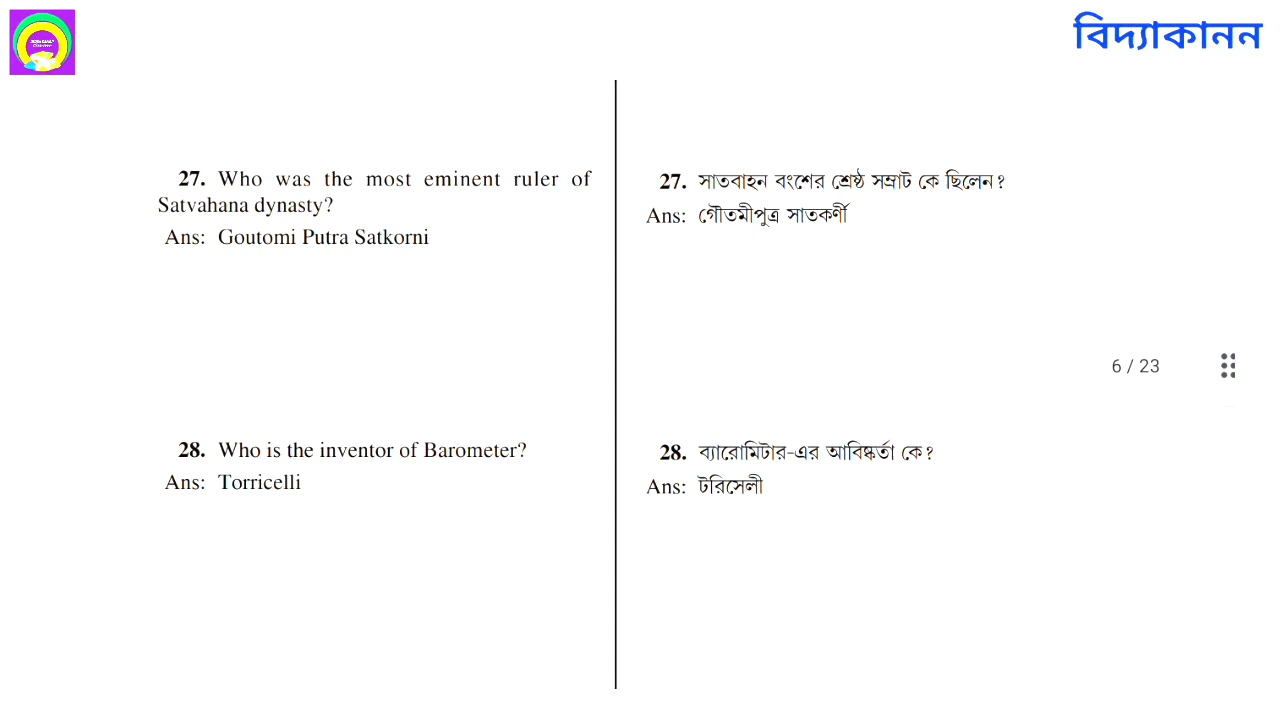 বিদ্যাকানন
27. Who was the most eminent ruler of
Satvahana dynasty?
Ans: Goutomi Putra Satkorni
28. Who is the inventor of Barometer?
Ans: Torricelli
27. সাতবাহন বংশের শ্রেষ্ঠ সম্রাট কে ছিলেন?
Ans: গৌতমীপুত্র সাতকর্ণী
6 / 23
28. ব্যারোমিটার-এর আবিষ্কর্তা কে?
Ans: টরিসেলী